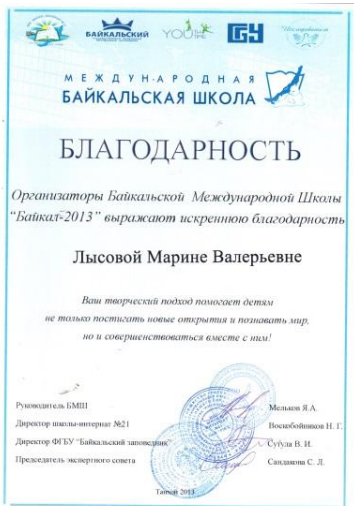 БАЙКАЛЬСКИЙ
МЕЖДУНАРОДНАЯ
БАЙКАЛЬСКАЯ ШКОЛА
БЛАГОДАРНОСТЬ
Организаторы Байкальской Международной Школы
"Байкал-2013" выражают искреннюю благодарность
Лысовой Марине Валерьевне
Ваш творческий подход помогает детям
не только постигать новые открытия и познавать мир,
но и совершенствоваться вместе с ним!
Руководитель БМШ Мельков Я.А.
Директор школы-интернат №21 Воскобойников Н. Г.
Директор ФГБУ "Байкальский заповедник" Сутула В. И.
Председатель экспертного совета Сандакова С. Л.
Танхой 2013